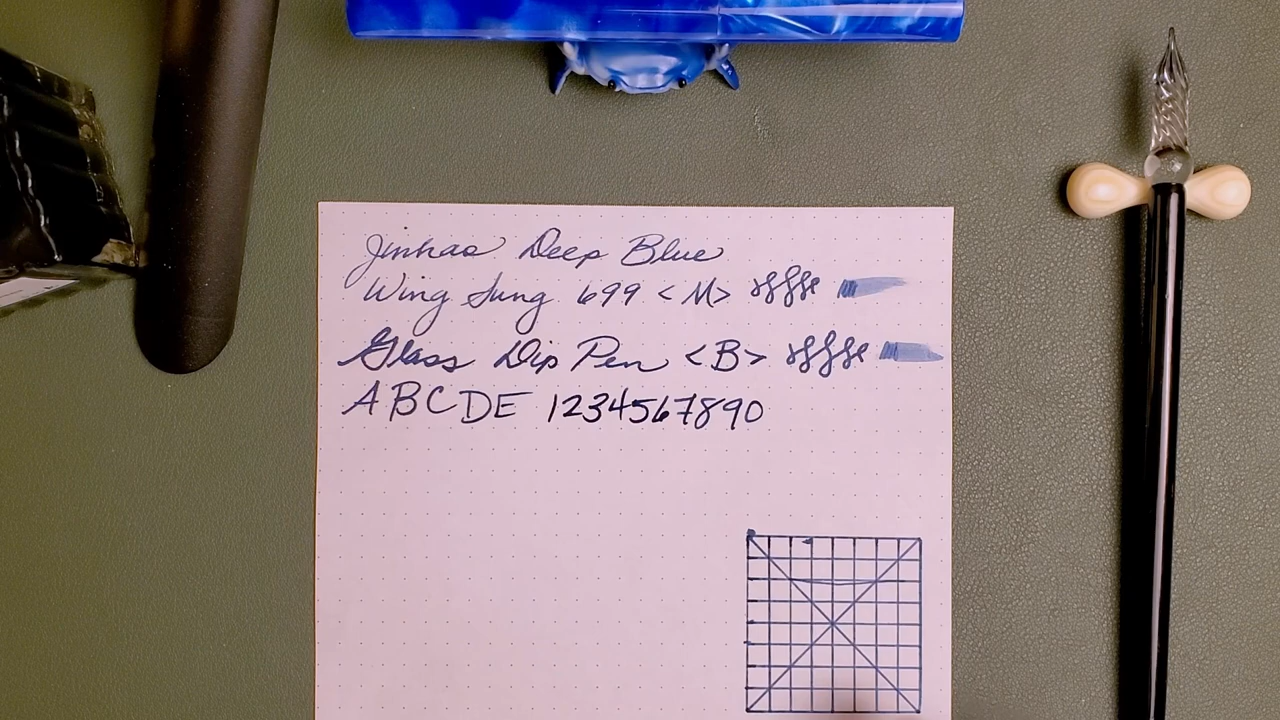 Jinhao Deep Blue
Wing Sung 699 <M>
Glass Dip Pen <B>
ABCDE 1234567890